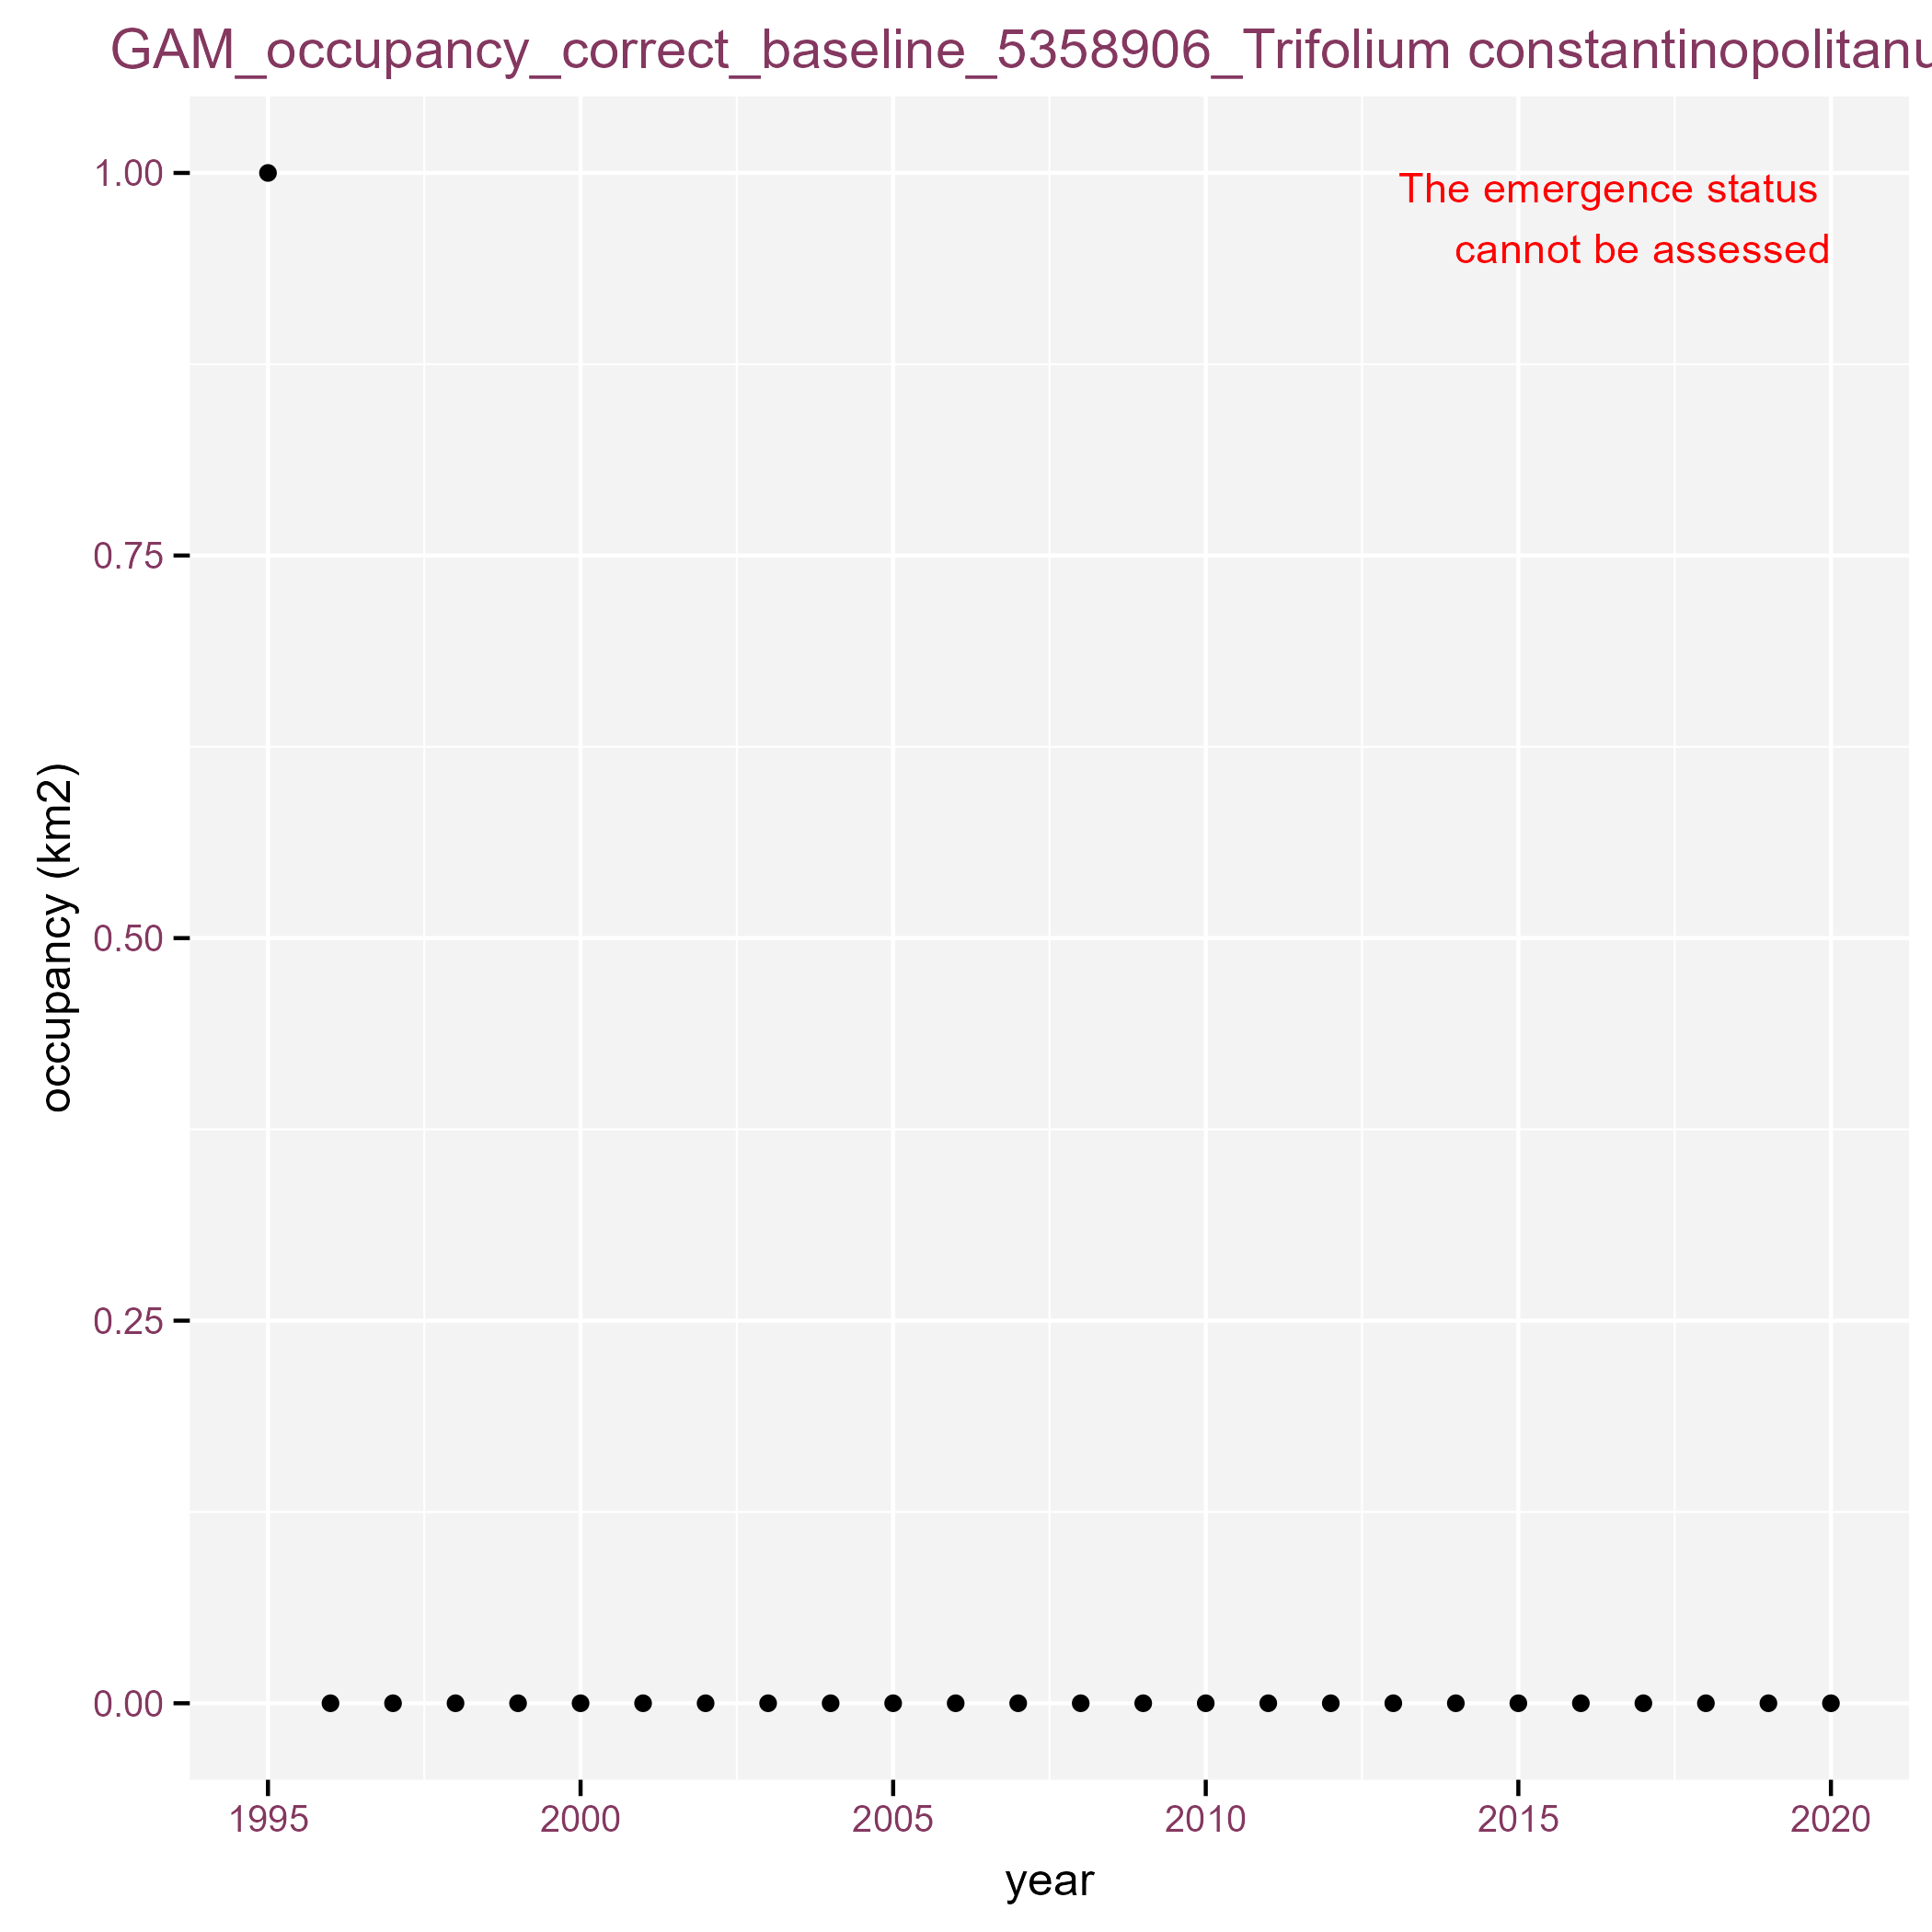 GAM_occupancy_correct_baseline_5358906_Trifolium constantinopolitanu
The emergence status
cannot be assessed
1.00
0.75
0.50
0.25
0.00
occupancy (km2)
1995 2000 2005 2010 2015 2020
year